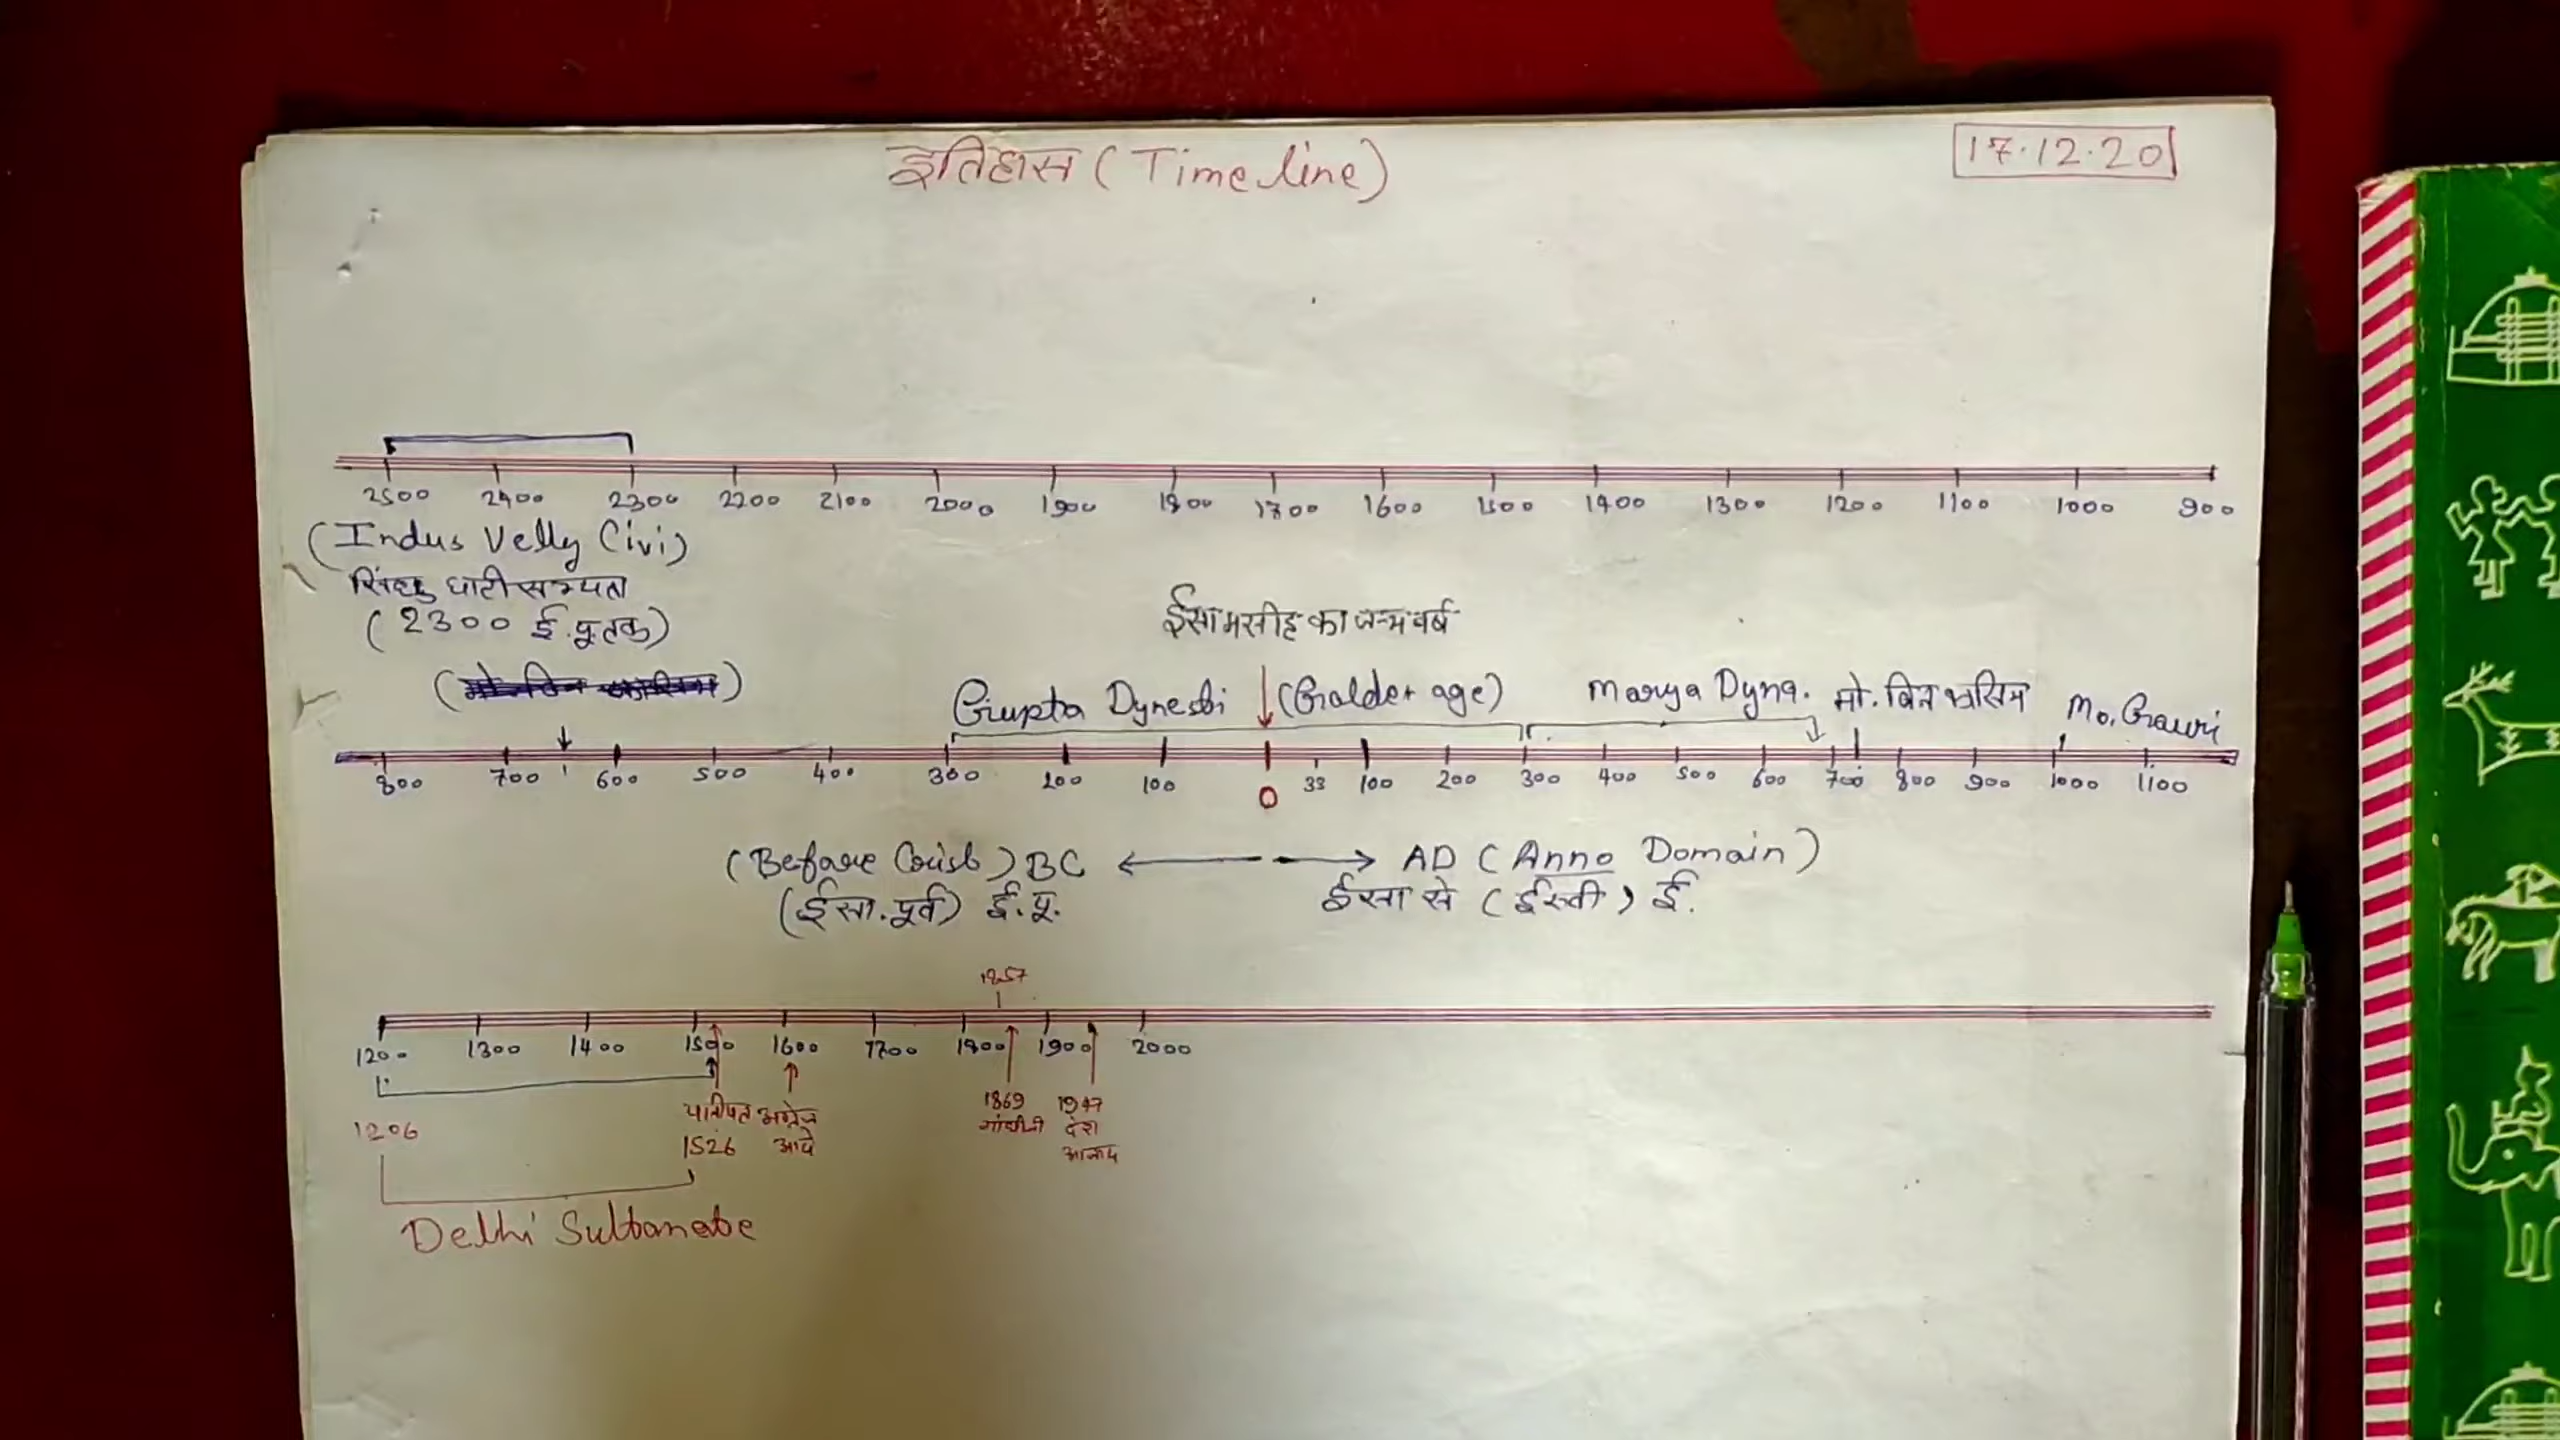 इतिहास (Time line)
17.12.20
2500 2400 2300 2200 2100 2000 1900 1800 1700 1600 1500 1400 1300 1200 1100 1000 900
(Indus Velly Civi)
सिंधु घाटी सभ्यता
(2300 ई.पू. तक)
ईसा मसीह का जन्म वर्ष
Gupta Dynesti (Golder age) Marya Dyna. मो. बिन कासिम Mo. Gauri
800 700 600 500 400 300 200 100 0 33 100 200 300 400 500 600 700 800 900 1000 1100
(Before Crist) BC AD (Anno Domain)
(ईसा. पूर्व) ई. पू. ईसा से (ईस्वी) ई.
1857
1200 1300 1400 1500 1600 1700 1800 1900 2000
1206 पानीपत 1526 अंग्रेज आये 1869 गांधीजी 1947 देश आजाद
Delhi Sultanate